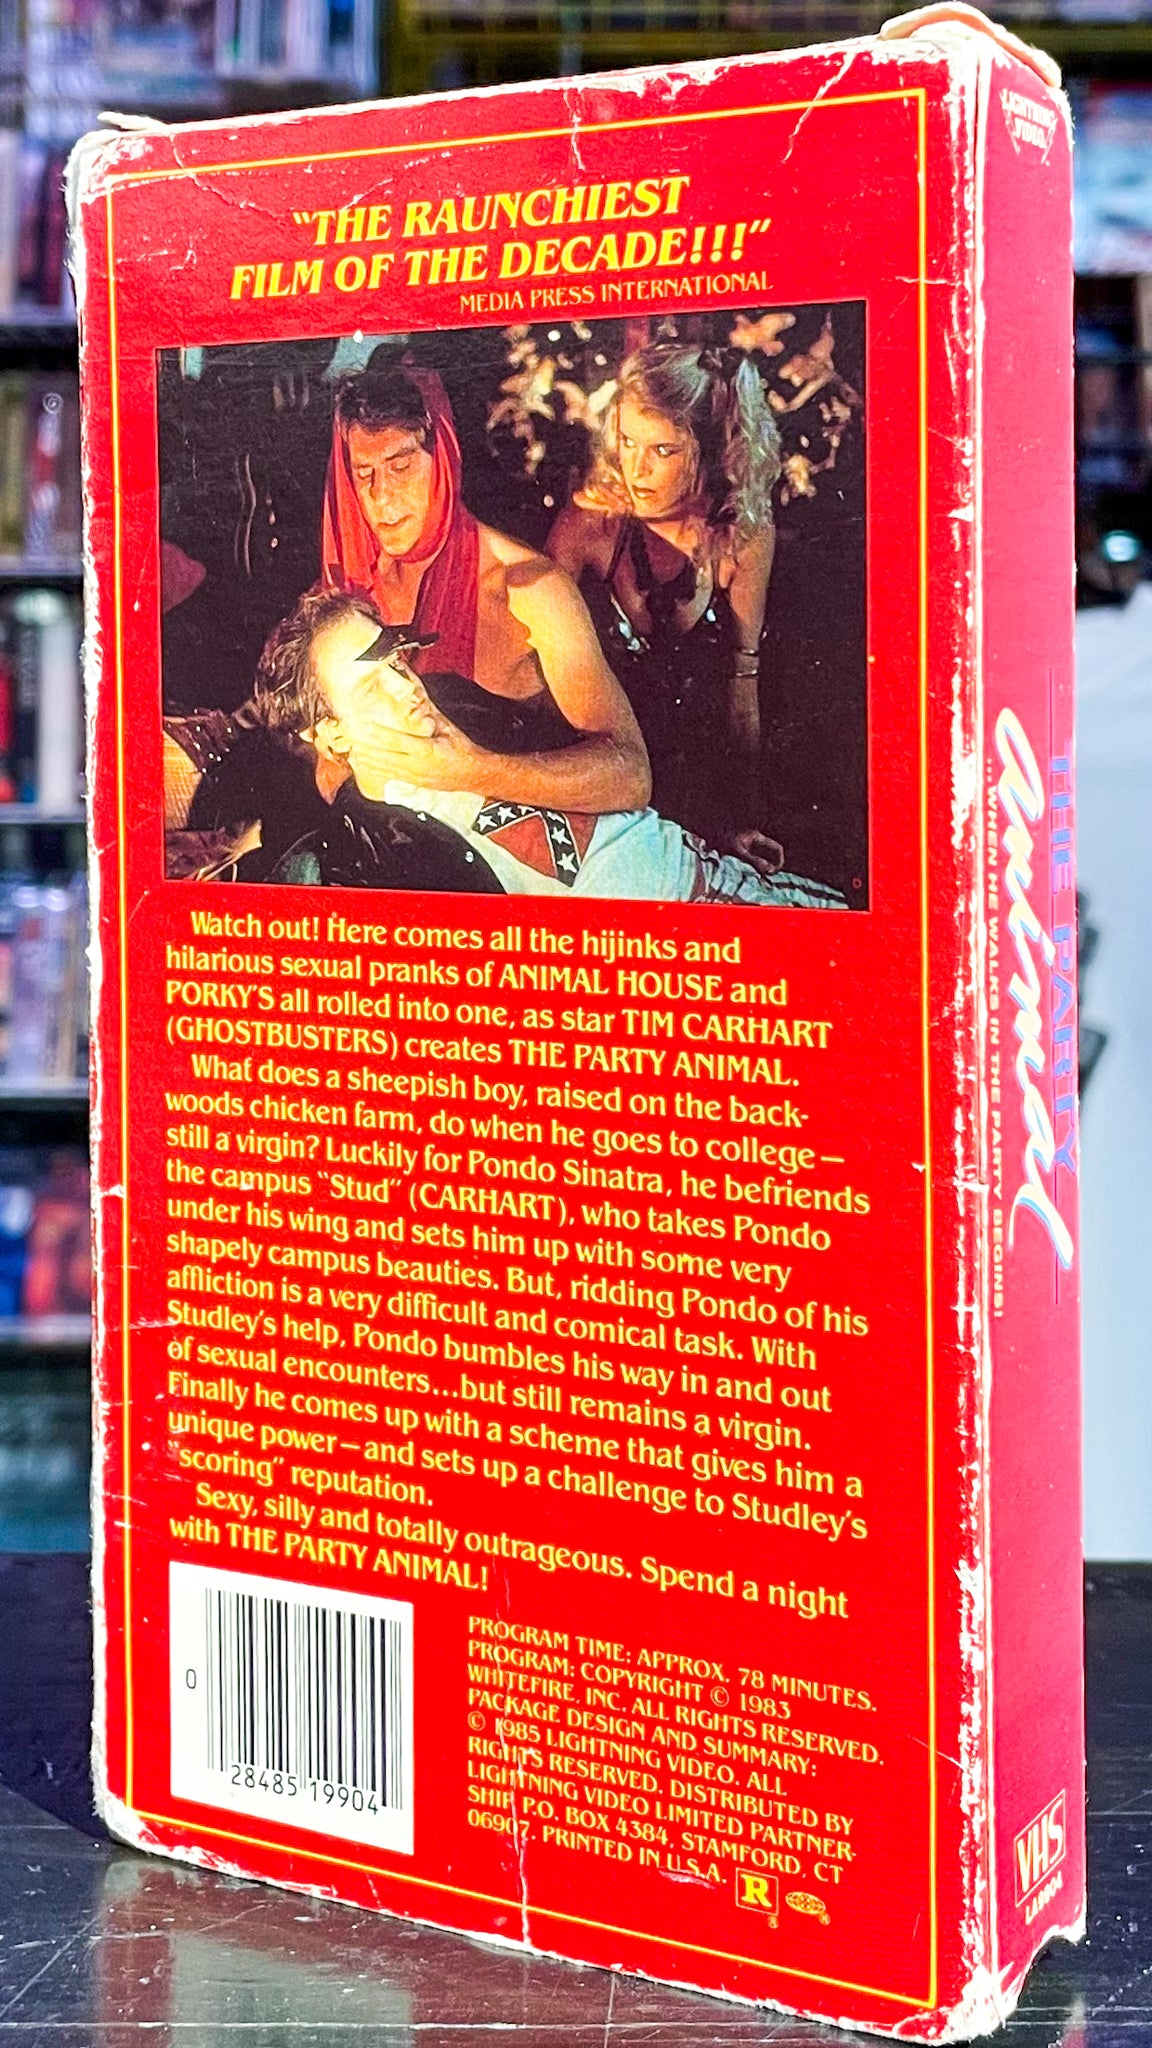 "THE RAUNCHIEST
FILM OF THE DECADE!!!"
MEDIA PRESS INTERNATIONAL
Watch out! Here comes all the hijinks and
hilarious sexual pranks of ANIMAL HOUSE and
PORKY'S all rolled into one, as star TIM CARHART
(GHOSTBUSTERS) creates THE PARTY ANIMAL.
What does a sheepish boy, raised on the back-
woods chicken farm, do when he goes to college—
still a virgin? Luckily for Pondo Sinatra, he befriends
the campus "Stud" (CARHART), who takes Pondo
under his wing and sets him up with some very
shapely campus beauties. But, ridding Pondo of his
affliction is a very difficult and comical task. With
Studley's help, Pondo bumbles his way in and out
of sexual encounters...but still remains a virgin.
Finally he comes up with a scheme that gives him a
unique power—and sets up a challenge to Studley's
"scoring" reputation.
Sexy, silly and totally outrageous. Spend a night
with THE PARTY ANIMAL!
0
28485 19904
PROGRAM TIME: APPROX. 78 MINUTES.
PROGRAM: COPYRIGHT © 1983
WHITEFIRE, INC. ALL RIGHTS RESERVED.
PACKAGE DESIGN AND SUMMARY:
© 1985 LIGHTNING VIDEO. ALL
RIGHTS RESERVED. DISTRIBUTED BY
LIGHTNING VIDEO LIMITED PARTNER-
SHIP P.O. BOX 4384, STAMFORD, CT
06907. PRINTED IN U.S.A.
R
LIGHTNING
VIDEO
THE PARTY
animal
...WHEN HE WALKS IN THE PARTY BEGINS!
VHS
LA9904